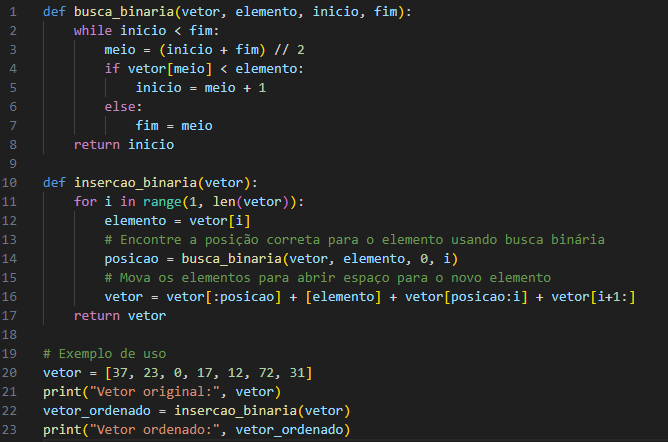 1 def busca_binaria(vetor, elemento, inicio, fim):
2     while inicio < fim:
3         meio = (inicio + fim) // 2
4         if vetor[meio] < elemento:
5             inicio = meio + 1
6         else:
7             fim = meio
8     return inicio
9
10 def insercao_binaria(vetor):
11     for i in range(1, len(vetor)):
12         elemento = vetor[i]
13         # Encontre a posição correta para o elemento usando busca binária
14         posicao = busca_binaria(vetor, elemento, 0, i)
15         # Mova os elementos para abrir espaço para o novo elemento
16         vetor = vetor[:posicao] + [elemento] + vetor[posicao:i] + vetor[i+1:]
17     return vetor
18
19 # Exemplo de uso
20 vetor = [37, 23, 0, 17, 12, 72, 31]
21 print("Vetor original:", vetor)
22 vetor_ordenado = insercao_binaria(vetor)
23 print("Vetor ordenado:", vetor_ordenado)